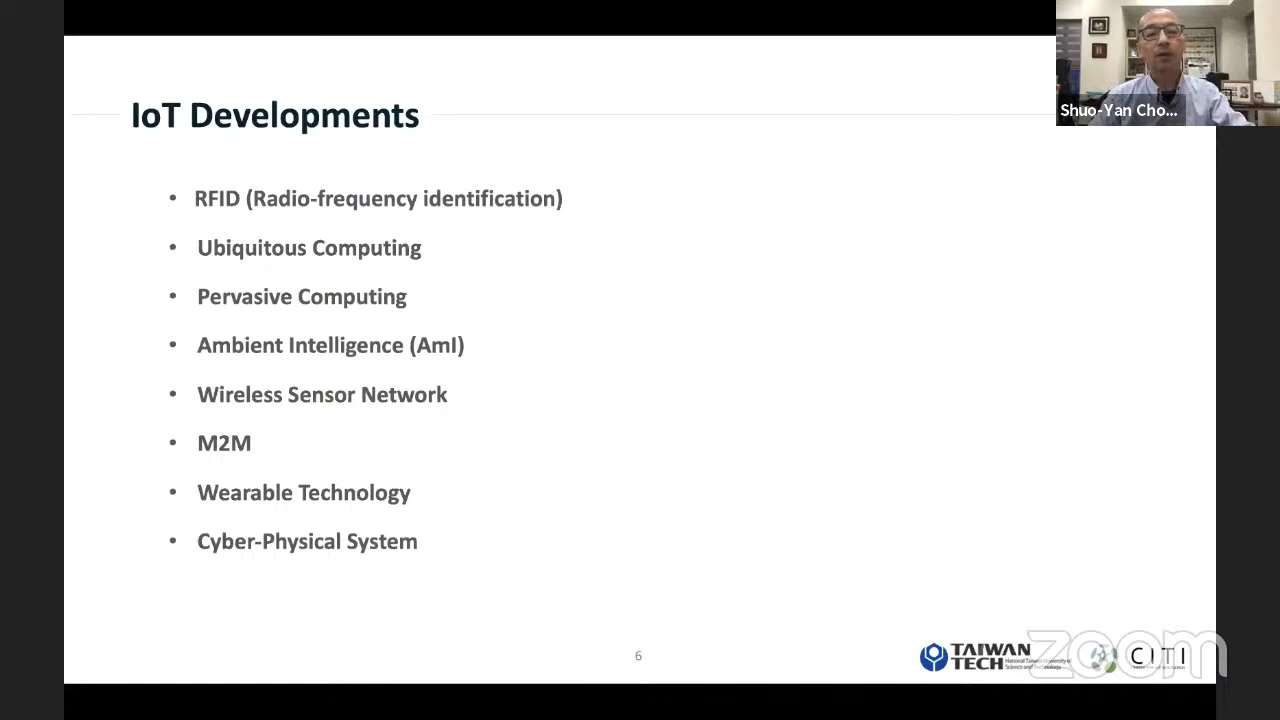 Shuo-Yan Cho...
IoT Developments
• RFID (Radio-frequency identification)
• Ubiquitous Computing
• Pervasive Computing
• Ambient Intelligence (AmI)
• Wireless Sensor Network
• M2M
• Wearable Technology
• Cyber-Physical System
6
TAIWAN
TECH
National Taiwan University of
Science and Technology
CITI
zoom